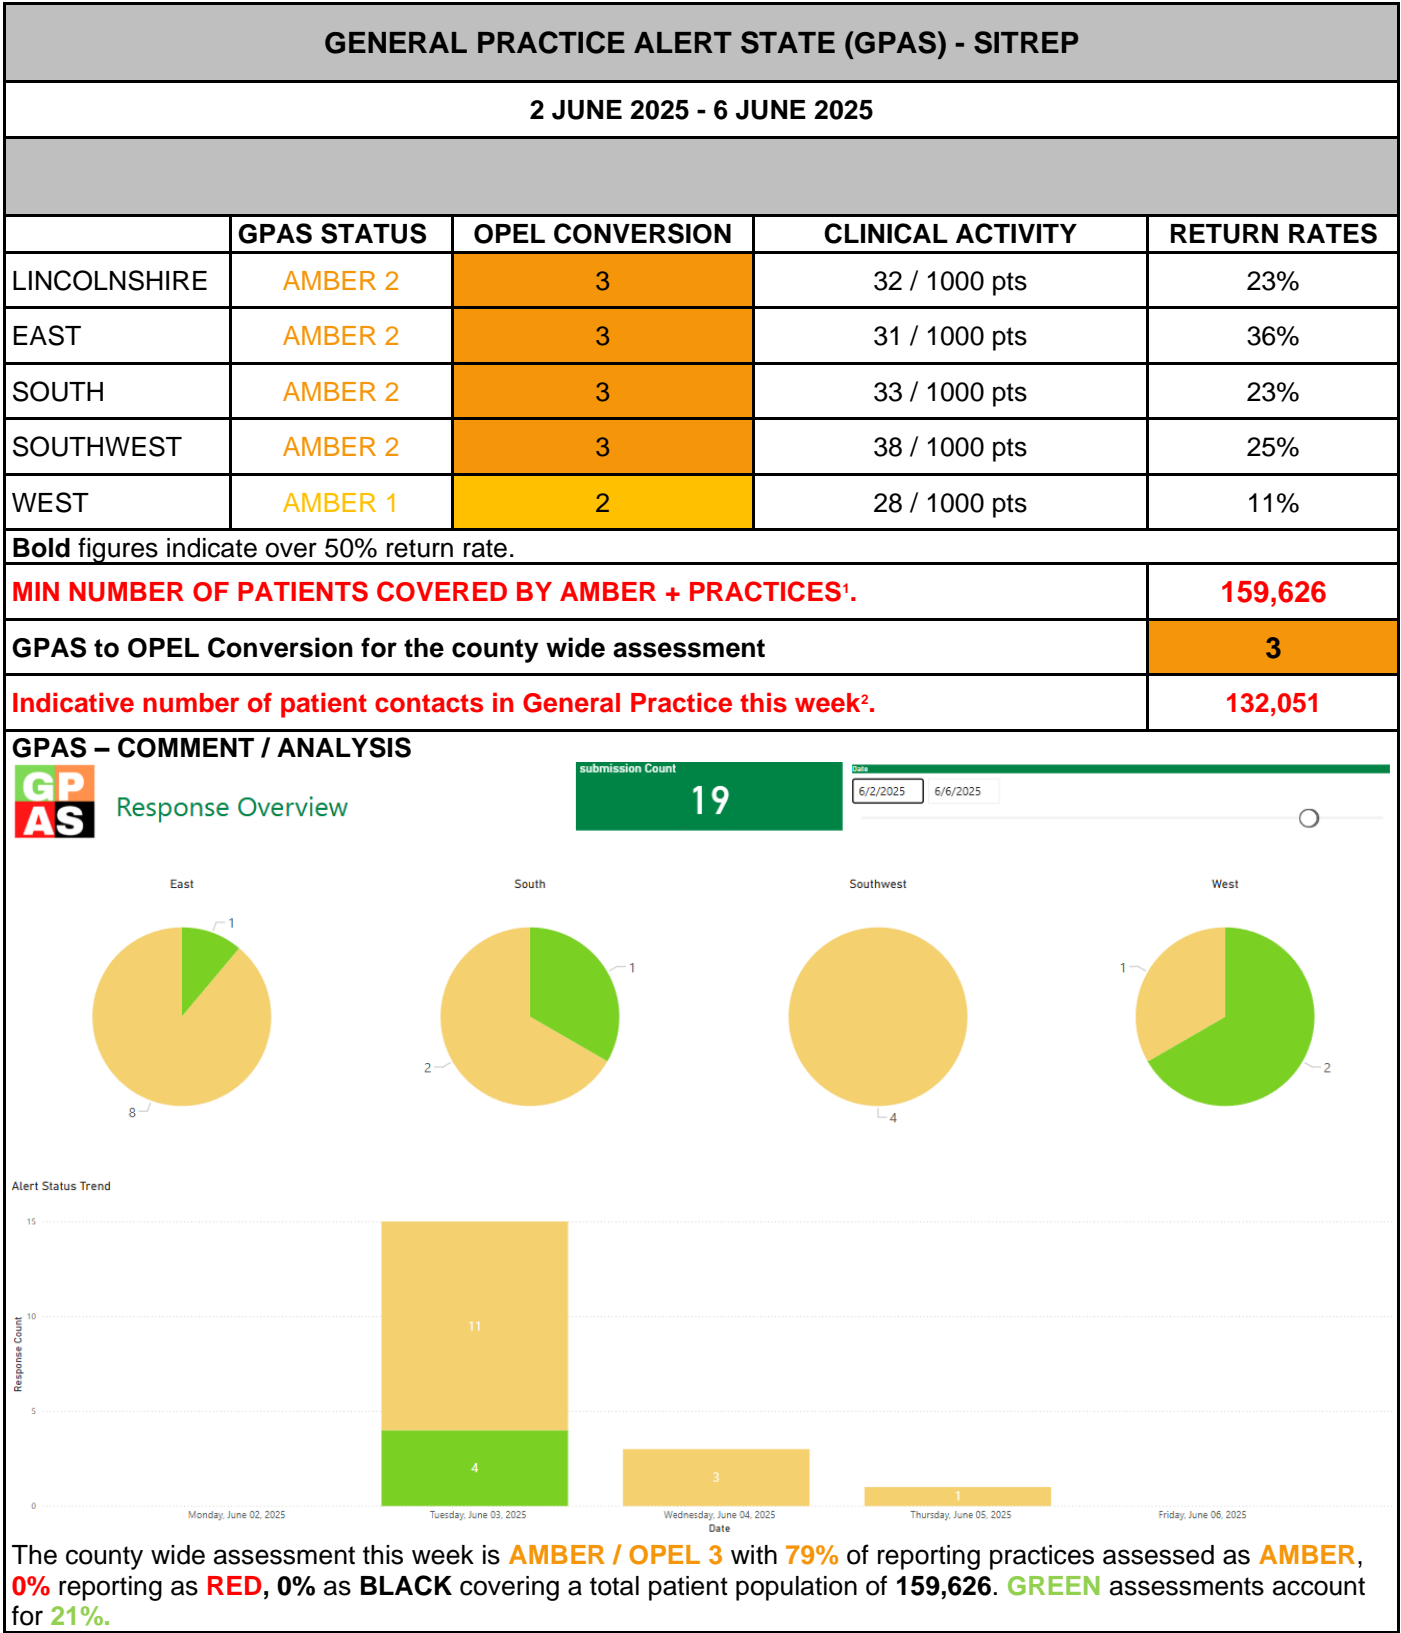 GENERAL PRACTICE ALERT STATE (GPAS) - SITREP
2 JUNE 2025 - 6 JUNE 2025
GPAS STATUS OPEL CONVERSION CLINICAL ACTIVITY RETURN RATES
LINCOLNSHIRE AMBER 2 3 32 / 1000 pts 23%
EAST AMBER 2 3 31 / 1000 pts 36%
SOUTH AMBER 2 3 33 / 1000 pts 23%
SOUTHWEST AMBER 2 3 38 / 1000 pts 25%
WEST AMBER 1 2 28 / 1000 pts 11%
Bold figures indicate over 50% return rate.
MIN NUMBER OF PATIENTS COVERED BY AMBER + PRACTICES¹. 159,626
GPAS to OPEL Conversion for the county wide assessment 3
Indicative number of patient contacts in General Practice this week². 132,051
GPAS – COMMENT / ANALYSIS
GP
AS
Response Overview
submission Count
19
Date
6/2/2025 6/6/2025
East South Southwest West
1
8
1
2
4
1
2
Alert Status Trend
Response Count
15
10
5
0
11
4
3
1
Monday, June 02, 2025 Tuesday, June 03, 2025 Wednesday, June 04, 2025 Thursday, June 05, 2025 Friday, June 06, 2025
Date
The county wide assessment this week is AMBER / OPEL 3 with 79% of reporting practices assessed as AMBER,
0% reporting as RED, 0% as BLACK covering a total patient population of 159,626. GREEN assessments account
for 21%.